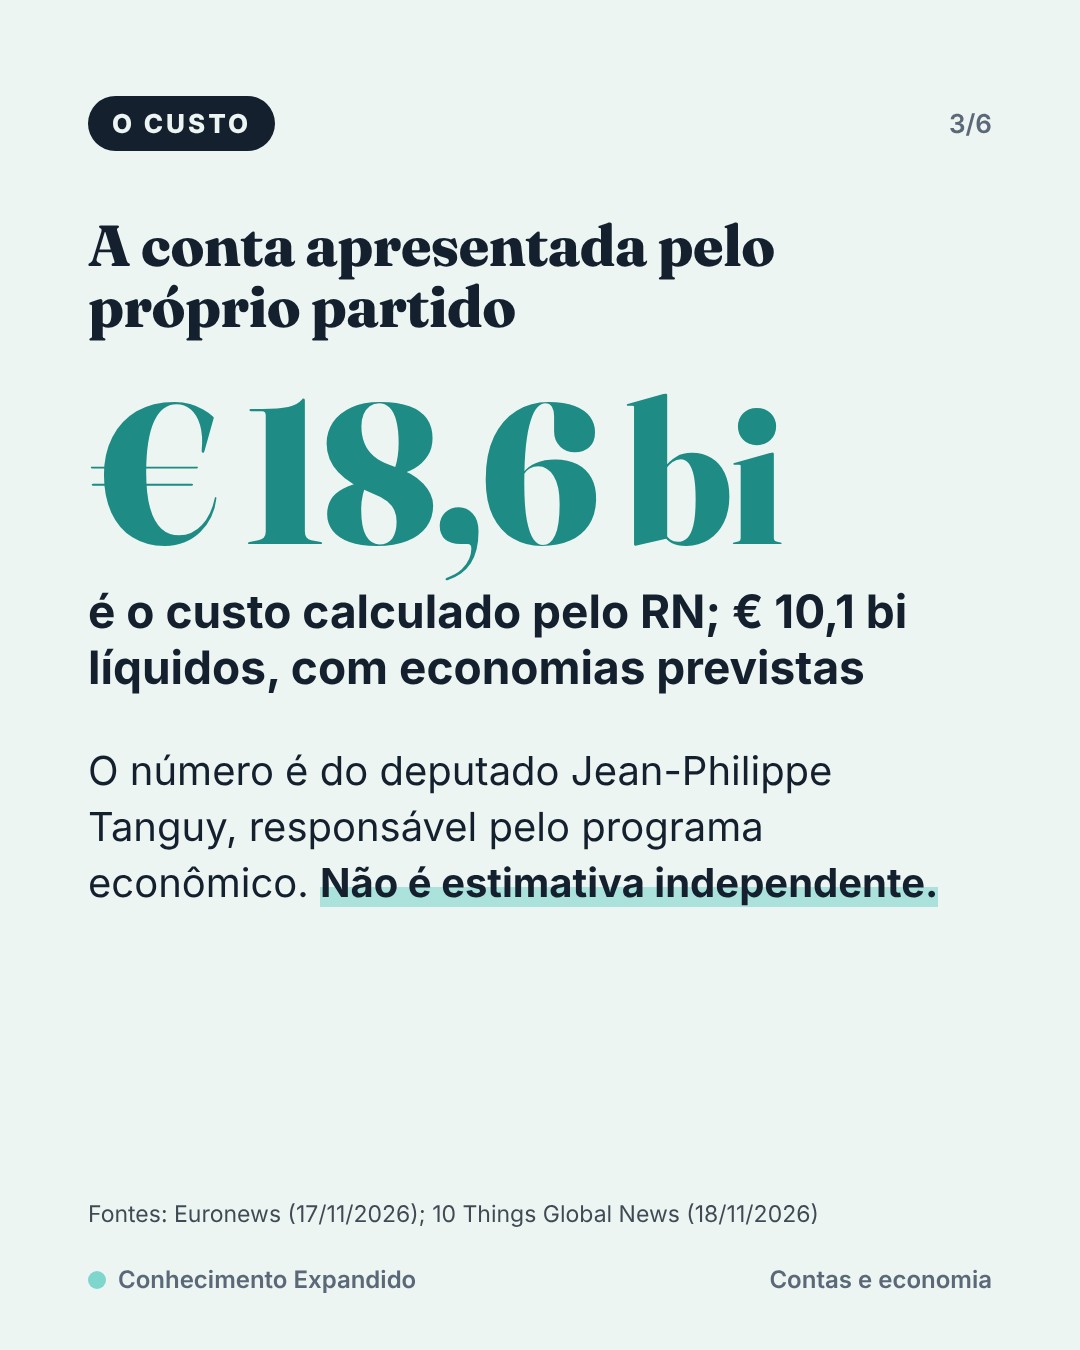 O CUSTO
3/6
A conta apresentada pelo
próprio partido
€ 18,6 bi
é o custo calculado pelo RN; € 10,1 bi
líquidos, com economias previstas
O número é do deputado Jean-Philippe
Tanguy, responsável pelo programa
econômico. Não é estimativa independente.
Fontes: Euronews (17/11/2026); 10 Things Global News (18/11/2026)
Conhecimento Expandido
Contas e economia